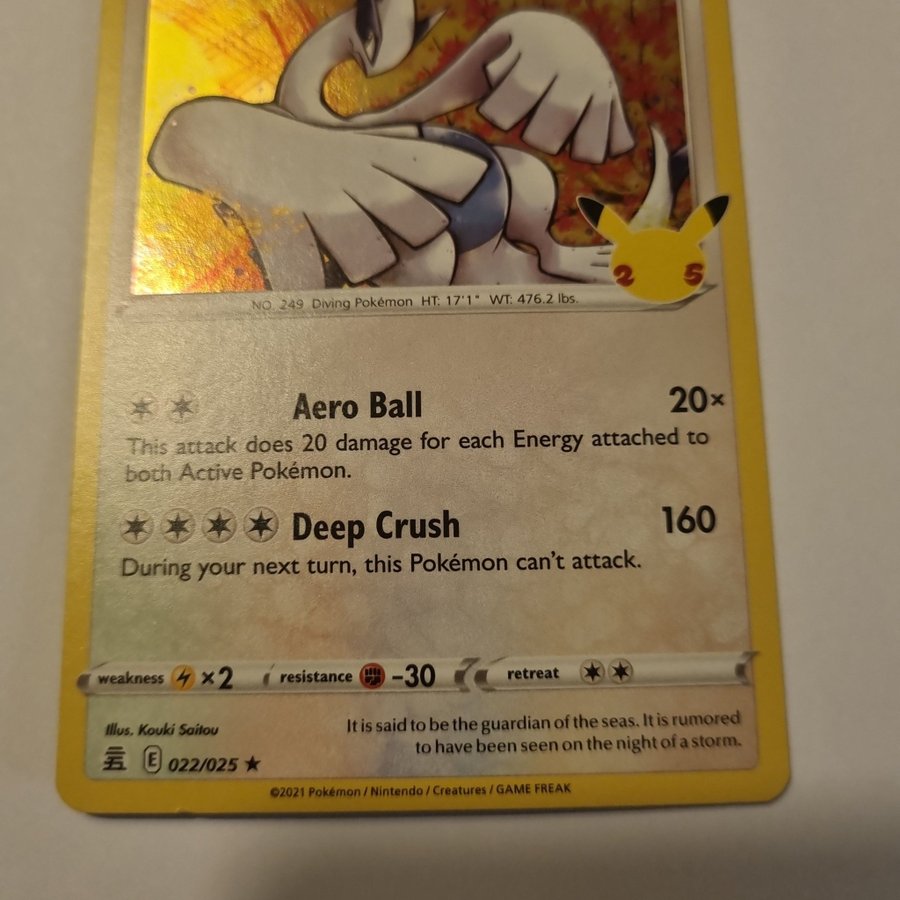 25
NO. 249 Diving Pokémon HT: 17'1" WT: 476.2 lbs.
Aero Ball 20×
This attack does 20 damage for each Energy attached to
both Active Pokémon.
Deep Crush 160
During your next turn, this Pokémon can't attack.
weakness ×2 resistance -30 retreat
Illus. Kouki Saitou
It is said to be the guardian of the seas. It is rumored
to have been seen on the night of a storm.
E 022/025 ★
©2021 Pokémon / Nintendo / Creatures / GAME FREAK